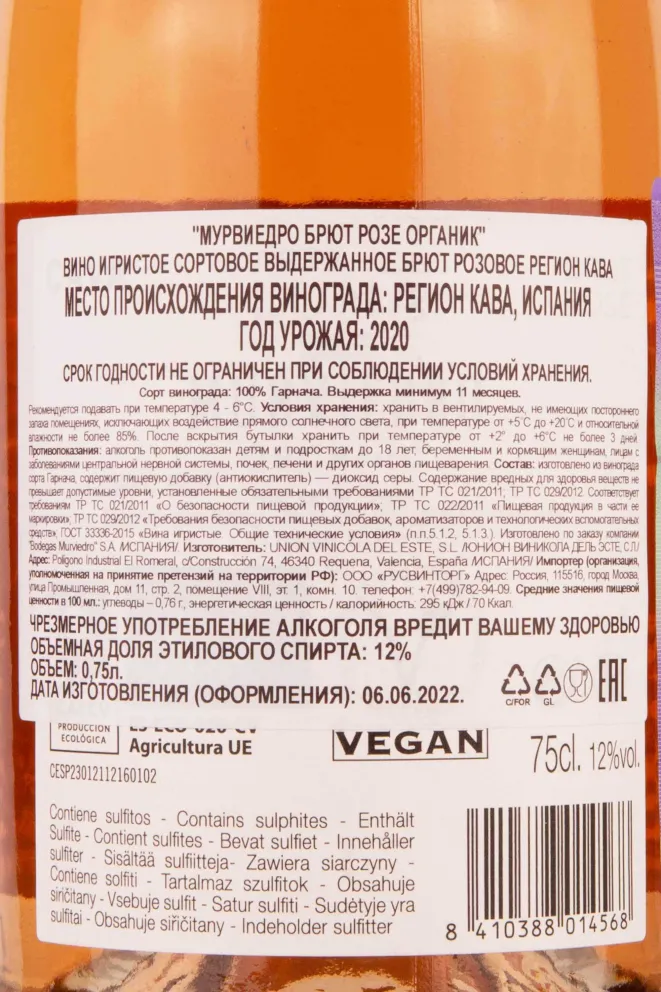 "МУРВИЕДРО БРЮТ РОЗЕ ОРГАНИК"
ВИНО ИГРИСТОЕ СОРТОВОЕ ВЫДЕРЖАННОЕ БРЮТ РОЗОВОЕ РЕГИОН КАВА
МЕСТО ПРОИСХОЖДЕНИЯ ВИНОГРАДА: РЕГИОН КАВА, ИСПАНИЯ
ГОД УРОЖАЯ: 2020
СРОК ГОДНОСТИ НЕ ОГРАНИЧЕН ПРИ СОБЛЮДЕНИИ УСЛОВИЙ ХРАНЕНИЯ.
Сорт винограда: 100% Гарнача. Выдержка минимум 11 месяцев.
Рекомендуется подавать при температуре 4 - 6°С. Условия хранения: хранить в вентилируемых, не имеющих постороннего
запаха помещениях, исключающих воздействие прямого солнечного света, при температуре от +5°С до +20°С и относительной
влажности не более 85%. После вскрытия бутылки хранить при температуре от +2° до +6°С не более 3 дней.
Противопоказания: алкоголь противопоказан детям и подросткам до 18 лет, беременным и кормящим женщинам, лицам с
заболеваниями центральной нервной системы, почек, печени и других органов пищеварения. Состав: изготовлено из винограда
сорта Гарнача, содержит пищевую добавку (антиокислитель) — диоксид серы. Содержание вредных для здоровья веществ не
превышает допустимые уровни, установленные обязательными требованиями ТР ТС 021/2011, ТР ТС 029/2012. Соответствует
требованиям ТР ТС 021/2011 «О безопасности пищевой продукции»; ТР ТС 022/2011 «Пищевая продукция в части ее
маркировки»; ТР ТС 029/2012 «Требования безопасности пищевых добавок, ароматизаторов и технологических вспомогательных
средств»; ГОСТ 33336-2015 «Вина игристые. Общие технические условия» (п.п.5.1.2, 5.1.3.). Изготовлено по заказу компании
"Bodegas Murviedro" S.A. /ИСПАНИЯ/ Изготовитель: UNION VINICOLA DEL ESTE, S.L. /ЮНИОН ВИНИКОЛА ДЕЛЬ ЭСТЕ, С.Л./
Адрес: Poligono Industrial El Romeral, c/Construcción 74, 46340 Requena, Valencia, España /ИСПАНИЯ/ Импортер (организация,
уполномоченная на принятие претензий на территории РФ): ООО «РУСВИНТОРГ» Адрес: Россия, 115516, город Москва,
улица Промышленная, дом 11, стр. 2, помещение VIII, эт. 1, комн. 10. телефон: +7(499)782-94-09. Средние значения пищевой
ценности в 100 мл.: углеводы – 0,76 г, энергетическая ценность / калорийность: 295 кДж / 70 Ккал.
ЧРЕЗМЕРНОЕ УПОТРЕБЛЕНИЕ АЛКОГОЛЯ ВРЕДИТ ВАШЕМУ ЗДОРОВЬЮ
ОБЪЕМНАЯ ДОЛЯ ЭТИЛОВОГО СПИРТА: 12%
ОБЪЕМ: 0,75л.
ДАТА ИЗГОТОВЛЕНИЯ (ОФОРМЛЕНИЯ): 06.06.2022.
C/FOR GL EAC
PRODUCCIÓN
ECOLÓGICA
ES-ECO-020-CV
Agricultura UE
VEGAN
75cl. 12%vol.
CESP23012112160102
Contiene sulfitos - Contains sulphites - Enthält
Sulfite - Contient sulfites - Bevat sulfiet - Innehåller
sulfiter - Sisältää sulfiitteja- Zawiera siarczyny -
Contiene solfiti - Tartalmaz szulfitok - Obsahuje
siričitany - Vsebuje sulfit - Satur sulfiti - Sudėtyje yra
sulfitai - Obsahuje siřičitany - Indeholder sulfitter
8 410388 014568